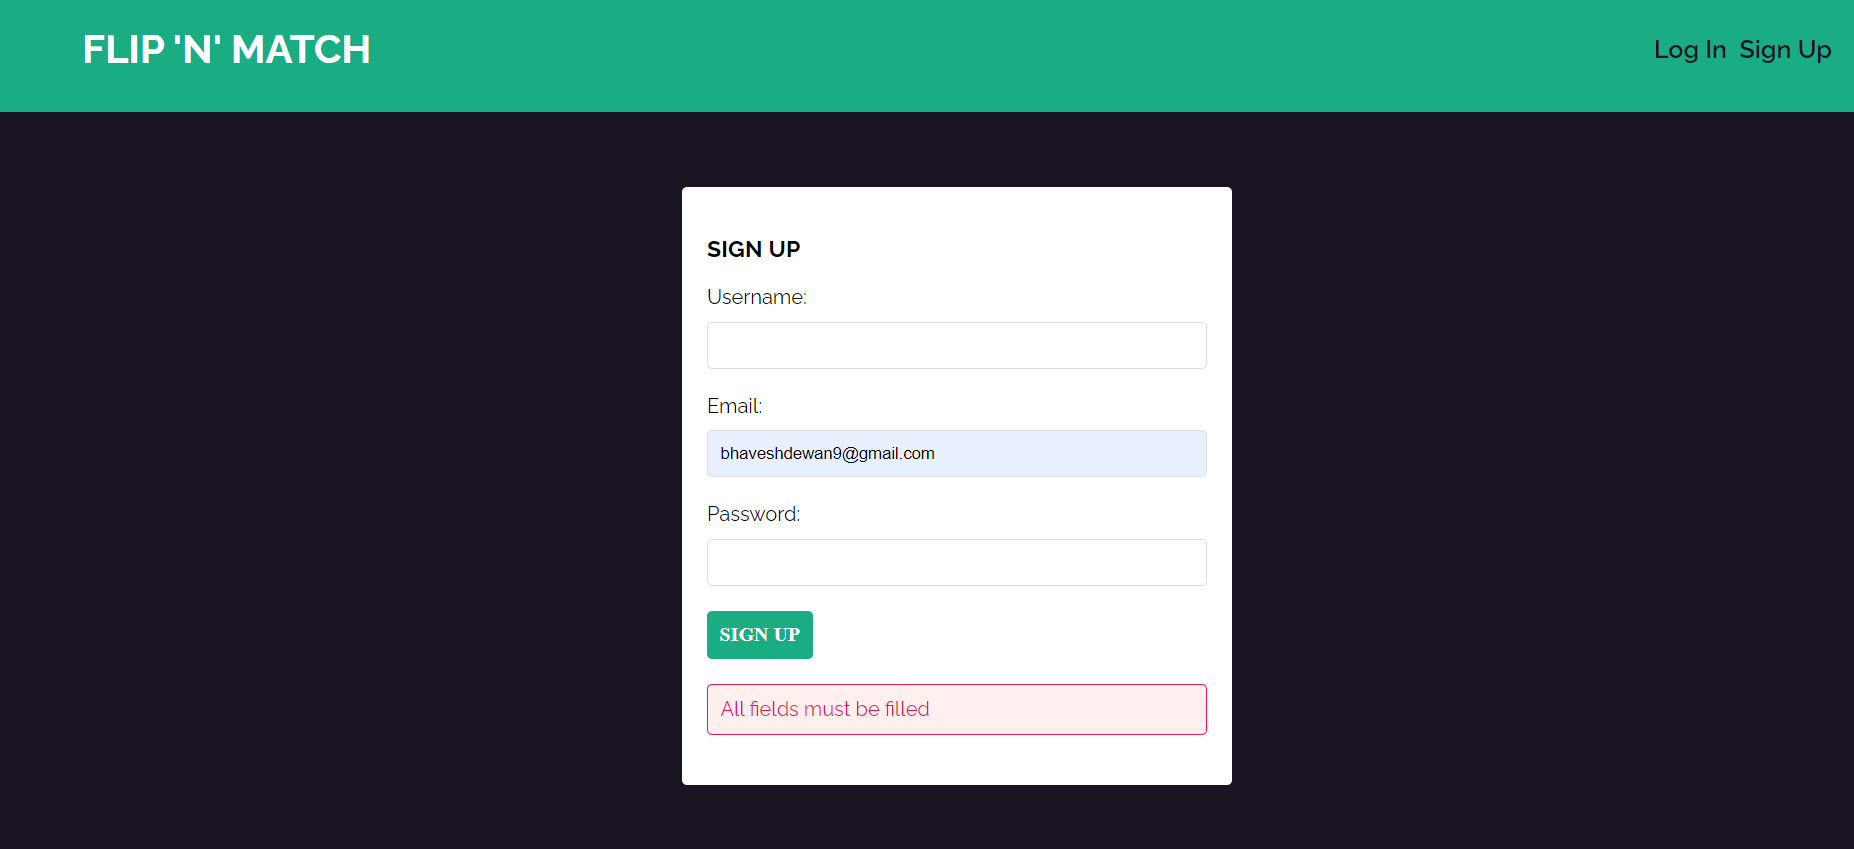 FLIP 'N' MATCH
Log In Sign Up
SIGN UP
Username:
Email:
bhaveshdewan9@gmail.com
Password:
SIGN UP
All fields must be filled